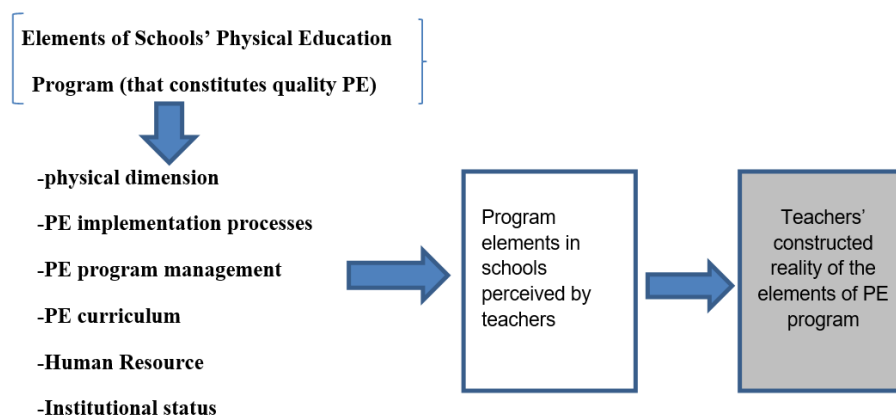 Elements of Schools’ Physical Education
Program (that constitutes quality PE)
-physical dimension
-PE implementation processes
-PE program management
-PE curriculum
-Human Resource
-Institutional status
Program
elements in
schools
perceived by
teachers
Teachers’
constructed
reality of the
elements of PE
program